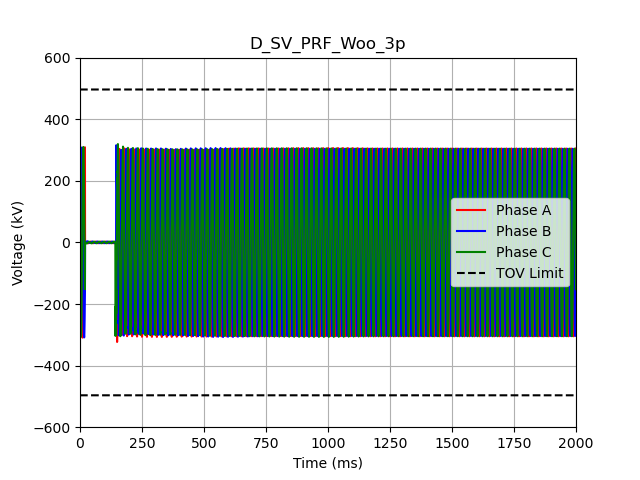 D_SV_PRF_Woo_3p
600
400
200
0
−200
−400
−600
Voltage (kV)
Phase A
Phase B
Phase C
TOV Limit
0 250 500 750 1000 1250 1500 1750 2000
Time (ms)